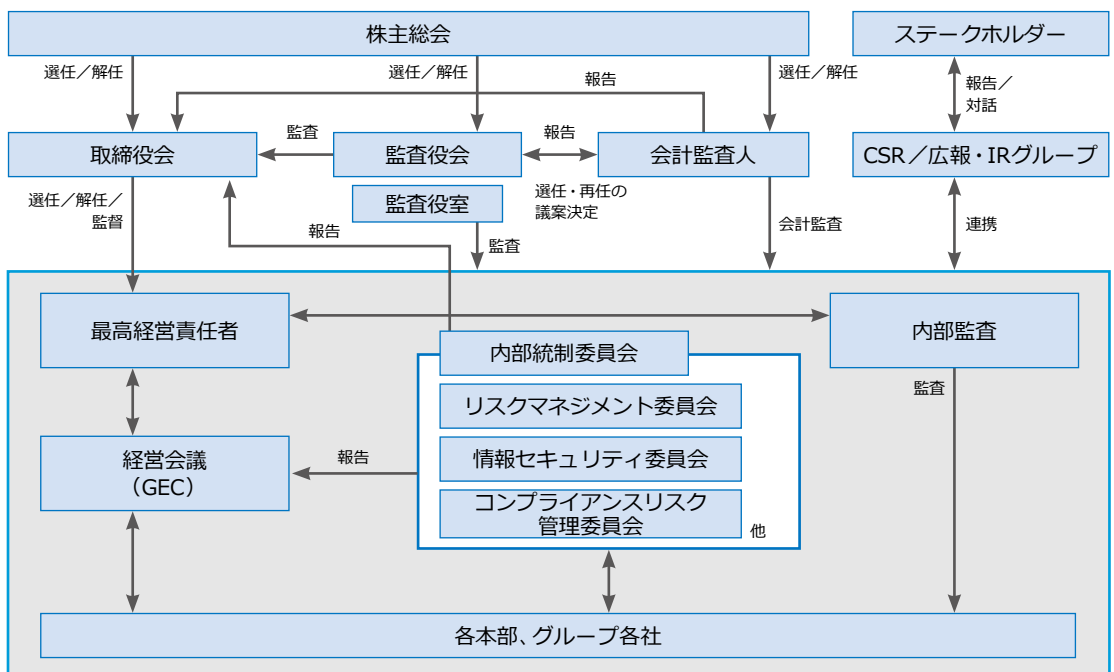 株主総会
ステークホルダー
選任／解任
選任／解任
選任／解任
報告
報告／
対話
取締役会
監査
監査役会
報告
会計監査人
CSR／広報・IRグループ
選任／解任／
監督
監査役室
選任・再任の
議案決定
報告
監査
会計監査
連携
最高経営責任者
内部監査
内部統制委員会
リスクマネジメント委員会
監査
経営会議
（GEC）
報告
情報セキュリティ委員会
コンプライアンスリスク
管理委員会
他
各本部、グループ各社